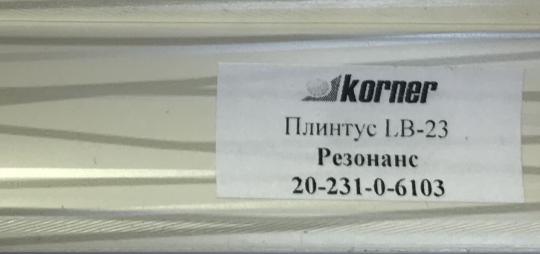 korner
Плинтус LB-23
Резонанс
20-231-0-6103